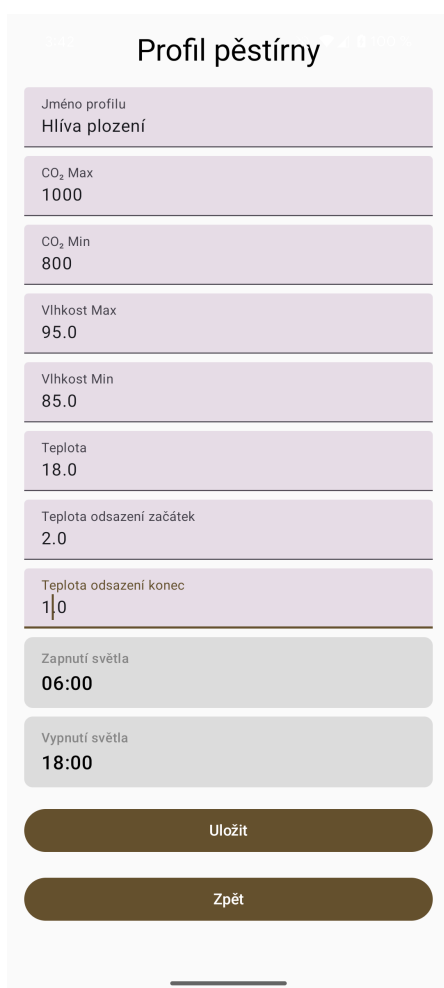 Profil pěstírny
Jméno profilu
Hlíva plození
CO₂ Max
1000
CO₂ Min
800
Vlhkost Max
95.0
Vlhkost Min
85.0
Teplota
18.0
Teplota odsazení začátek
2.0
Teplota odsazení konec
1.0
Zapnutí světla
06:00
Vypnutí světla
18:00
Uložit
Zpět